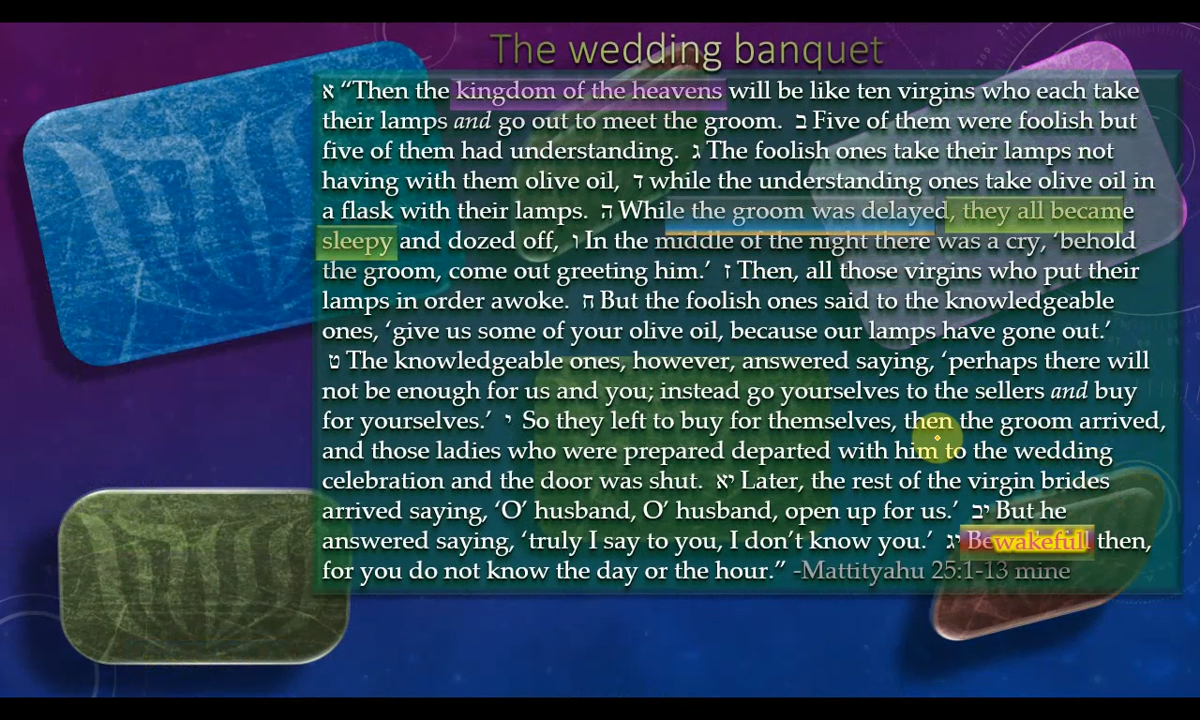 The wedding banquet
א “Then the kingdom of the heavens will be like ten virgins who each take
their lamps and go out to meet the groom. ב Five of them were foolish but
five of them had understanding. ג The foolish ones take their lamps not
having with them olive oil, ד while the understanding ones take olive oil in
a flask with their lamps. ה While the groom was delayed, they all became
sleepy and dozed off, ו In the middle of the night there was a cry, ‘behold
the groom, come out greeting him.’ ז Then, all those virgins who put their
lamps in order awoke. ח But the foolish ones said to the knowledgeable
ones, ‘give us some of your olive oil, because our lamps have gone out.’
ט The knowledgeable ones, however, answered saying, ‘perhaps there will
not be enough for us and you; instead go yourselves to the sellers and buy
for yourselves.’ י So they left to buy for themselves, then the groom arrived,
and those ladies who were prepared departed with him to the wedding
celebration and the door was shut. יא Later, the rest of the virgin brides
arrived saying, ‘O’ husband, O’ husband, open up for us.’ יב But he
answered saying, ‘truly I say to you, I don’t know you.’ יג Be wakefull then,
for you do not know the day or the hour.” -Mattityahu 25:1-13 mine